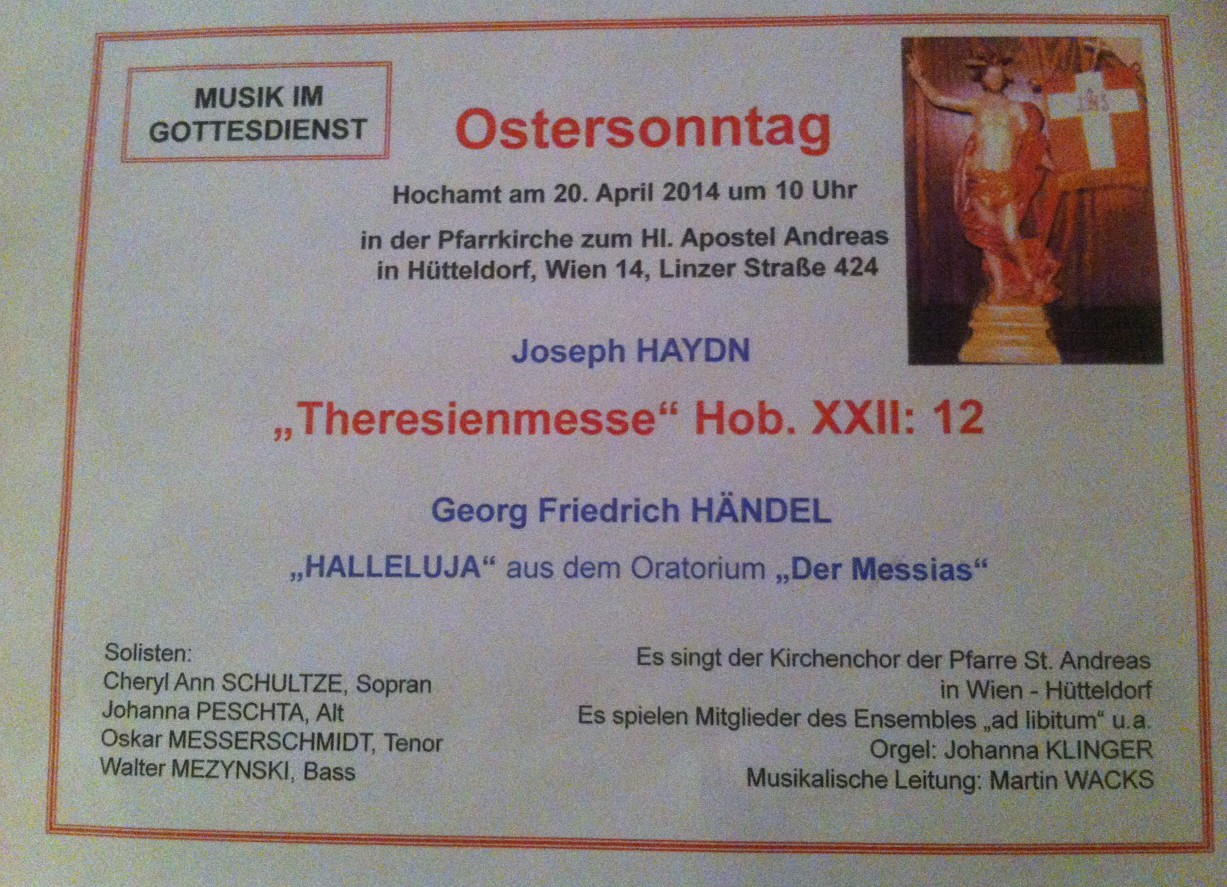 MUSIK IM
GOTTESDIENST
Ostersonntag
Hochamt am 20. April 2014 um 10 Uhr
in der Pfarrkirche zum Hl. Apostel Andreas
in Hütteldorf, Wien 14, Linzer Straße 424
IHS
Joseph HAYDN
„Theresienmesse“ Hob. XXII: 12
Georg Friedrich HÄNDEL
„HALLELUJA“ aus dem Oratorium „Der Messias“
Solisten:
Cheryl Ann SCHULTZE, Sopran
Johanna PESCHTA, Alt
Oskar MESSERSCHMIDT, Tenor
Walter MEZYNSKI, Bass
Es singt der Kirchenchor der Pfarre St. Andreas
in Wien - Hütteldorf
Es spielen Mitglieder des Ensembles „ad libitum“ u.a.
Orgel: Johanna KLINGER
Musikalische Leitung: Martin WACKS